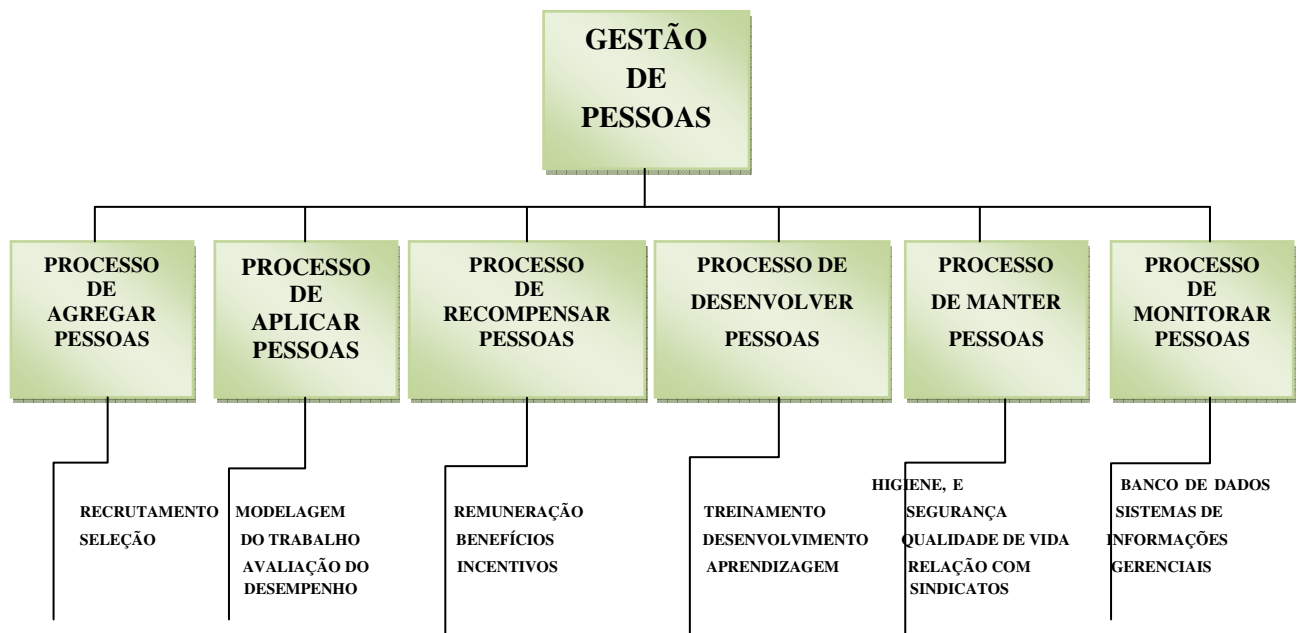 GESTÃO
DE
PESSOAS
PROCESSO
DE
AGREGAR
PESSOAS
PROCESSO
DE
APLICAR
PESSOAS
PROCESSO
DE
RECOMPENSAR
PESSOAS
PROCESSO DE
DESENVOLVER
PESSOAS
PROCESSO
DE MANTER
PESSOAS
PROCESSO
DE
MONITORAR
PESSOAS
RECRUTAMENTO
SELEÇÃO
MODELAGEM
DO TRABALHO
AVALIAÇÃO DO
DESEMPENHO
REMUNERAÇÃO
BENEFÍCIOS
INCENTIVOS
TREINAMENTO
DESENVOLVIMENTO
APRENDIZAGEM
HIGIENE, E
SEGURANÇA
QUALIDADE DE VIDA
RELAÇÃO COM
SINDICATOS
BANCO DE DADOS
SISTEMAS DE
INFORMAÇÕES
GERENCIAIS